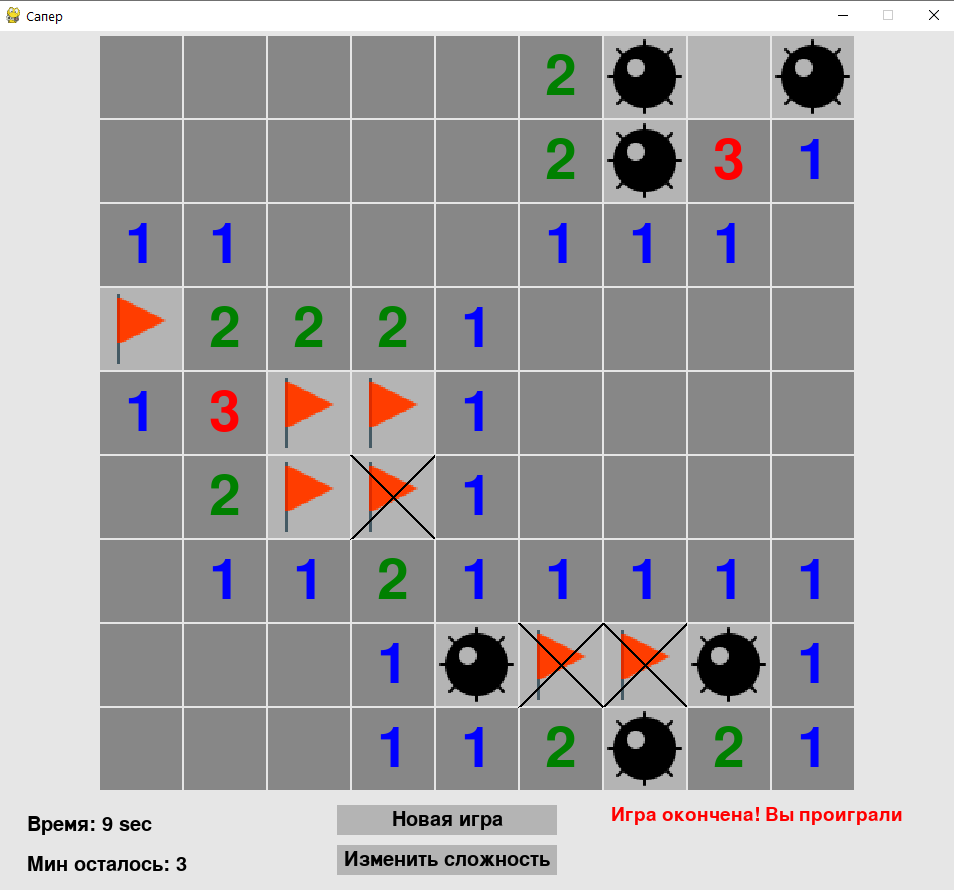 Сапер
2
2 3 1
1 1 1 1 1
2 2 2 1
1 3 1
2 1
1 1 2 1 1 1 1 1
1 1
1 1 2 2 1
Время: 9 sec
Новая игра
Игра окончена! Вы проиграли
Мин осталось: 3
Изменить сложность